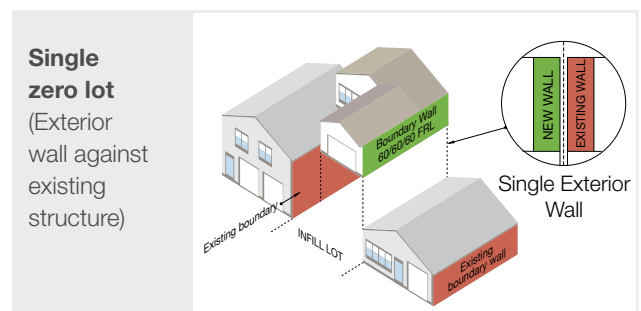 Single
zero lot
(Exterior
wall against
existing
structure)
Boundary Wall
60/60/60 FRL
NEW WALL
EXISTING WALL
Single Exterior
Wall
Existing boundary
INFILL LOT
Existing
boundary wall